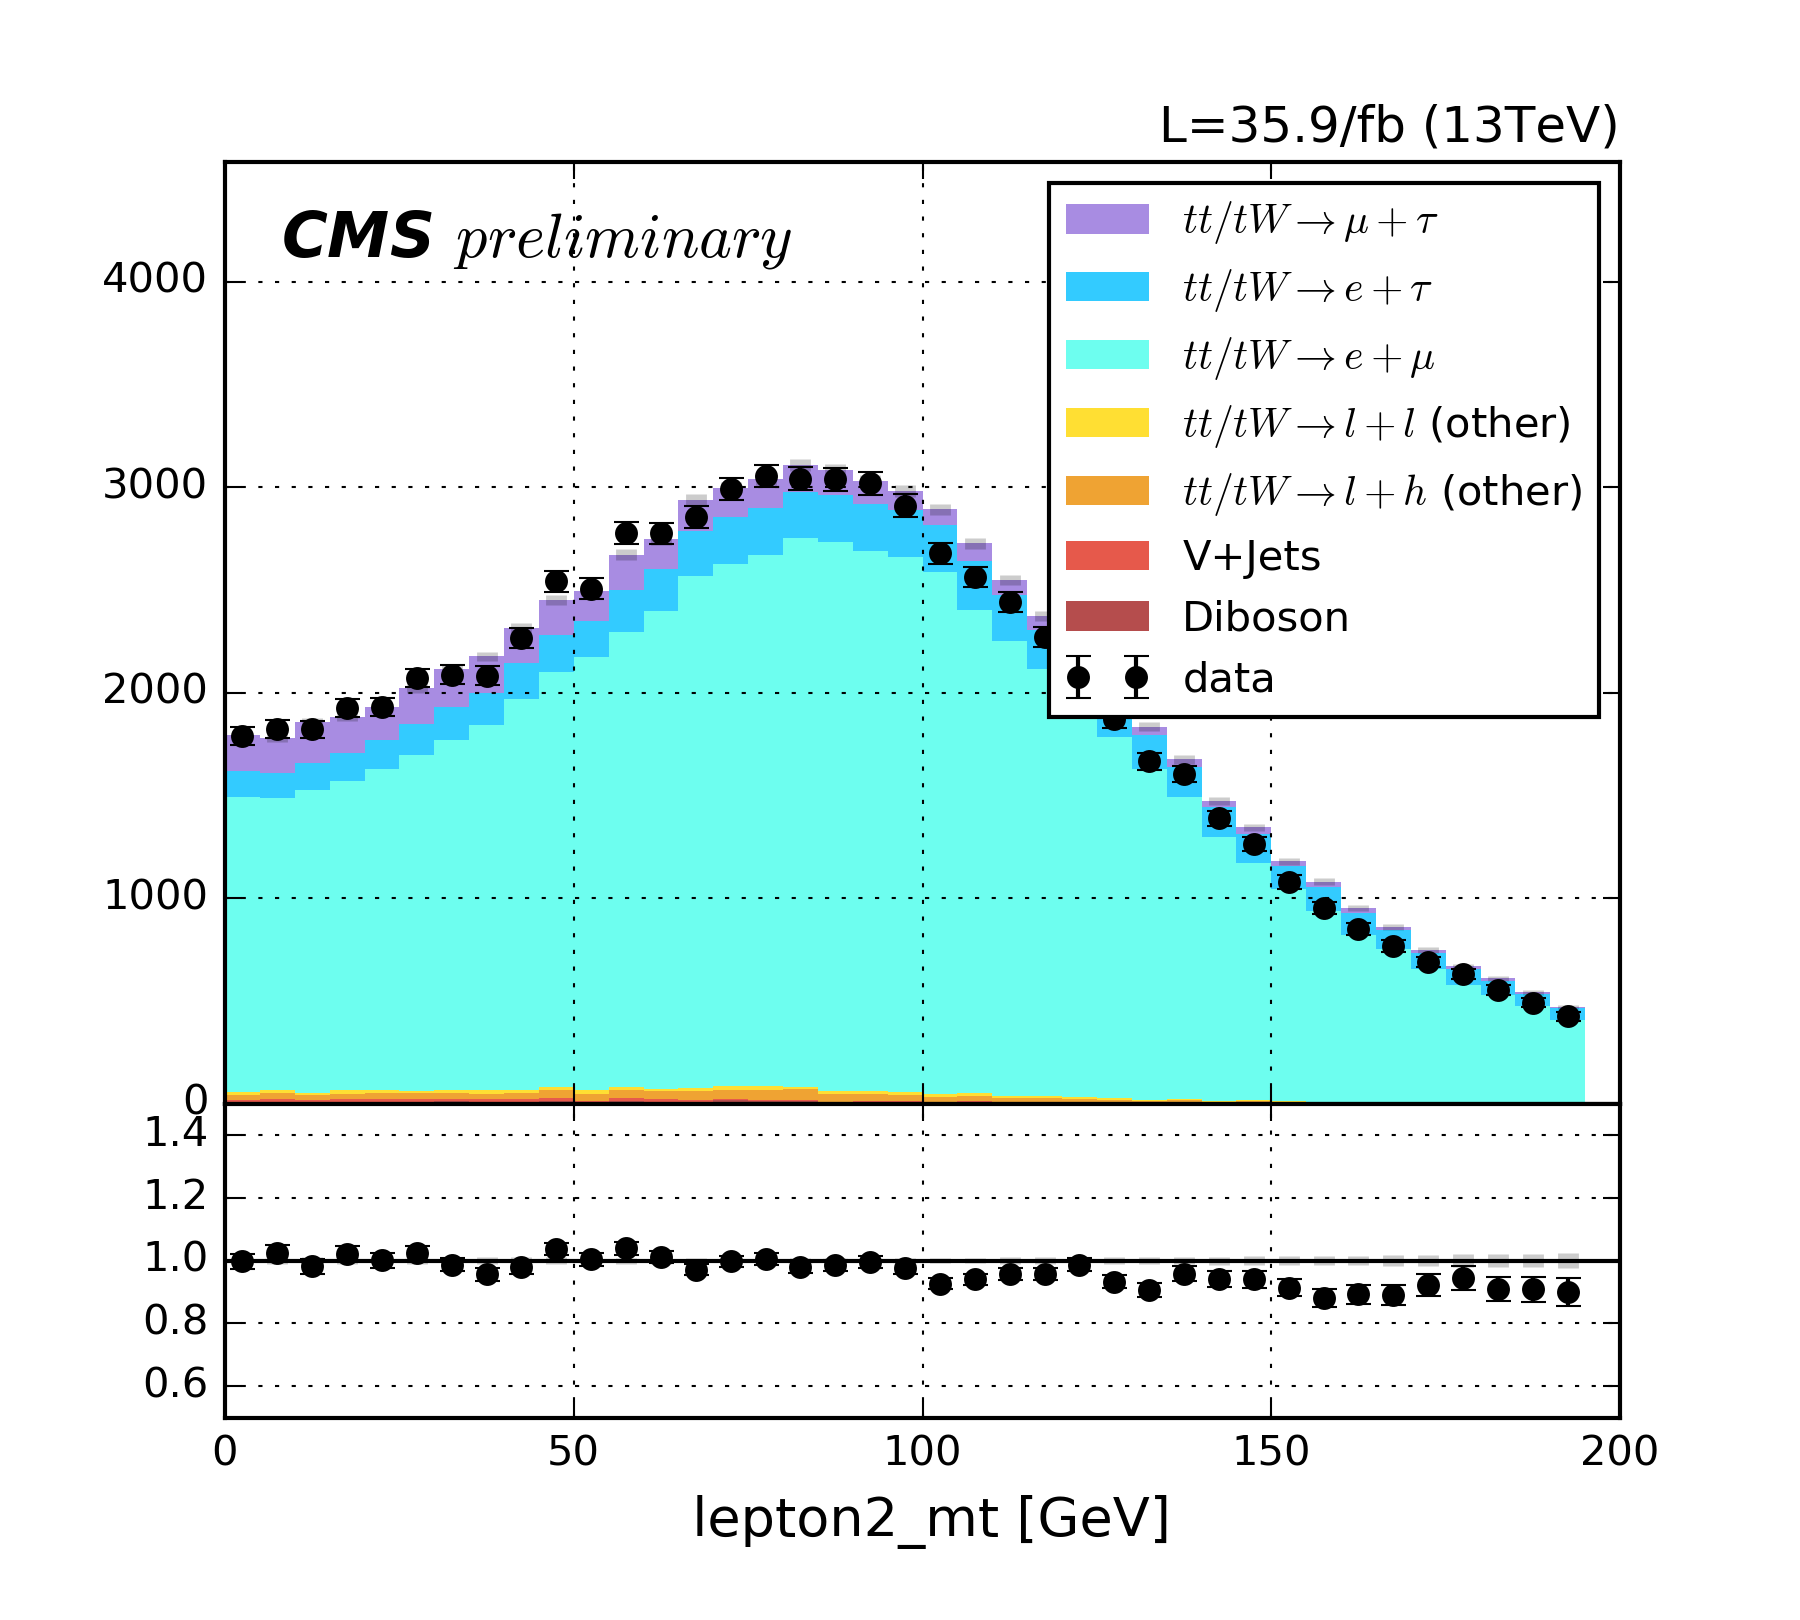 L=35.9/fb (13TeV)
CMS preliminary
tt/tW → μ + τ
tt/tW → e + τ
tt/tW → e + μ
tt/tW → l + l (other)
tt/tW → l + h (other)
V+Jets
Diboson
data
4000
3000
2000
1000
0
1.4
1.2
1.0
0.8
0.6
0 50 100 150 200
lepton2_mt [GeV]